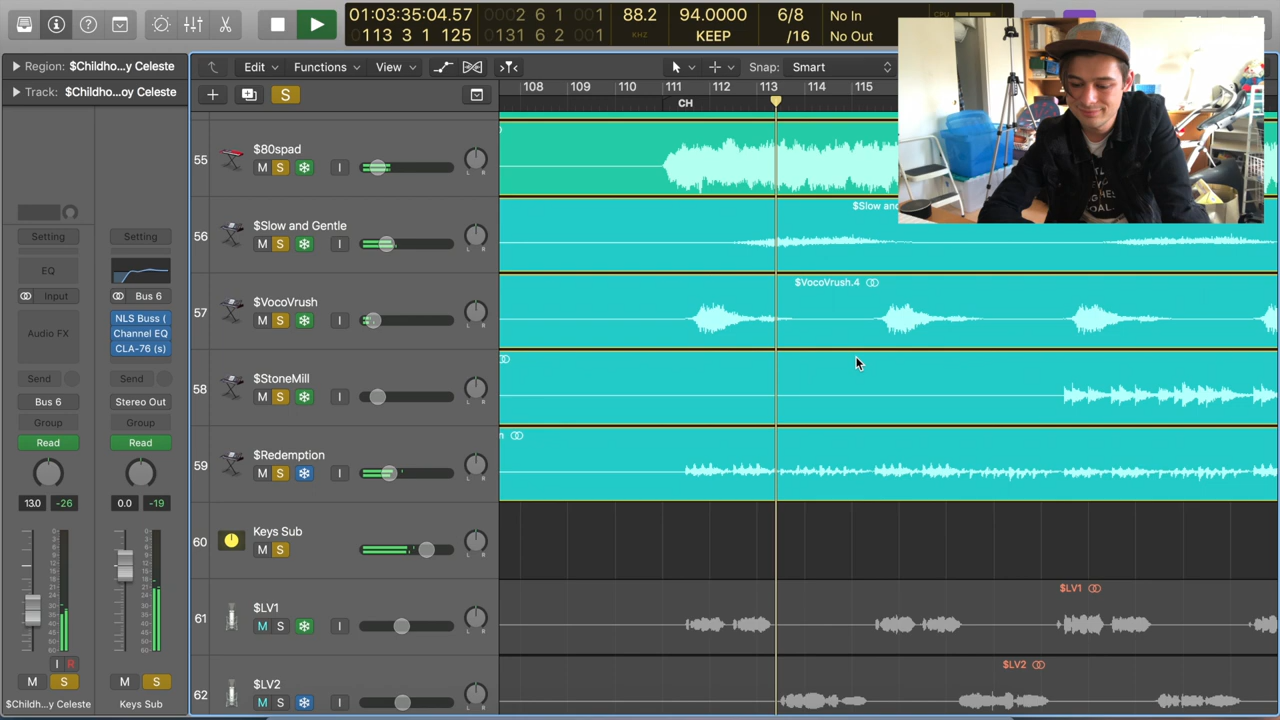 01:03:35:04.57
0002 6 1 001
88.2
94.0000
6/8
No In
CPU
0113 3 1 125
0131 6 2 001
KHZ
KEEP
/16
No Out
Region: $Childho...y Celeste
Edit
Functions
View
Snap:
Smart
Track: $Childho...oy Celeste
S
108
109
110
111
112
113
114
115
CH
55
$80spad
M S I
L R
56
$Slow and Gentle
M S I
L R
$Slow and
57
$VocoVrush
M S I
L R
$VocoVrush.4
58
$StoneMill
M S I
L R
59
$Redemption
M S I
L R
n
60
Keys Sub
M S
L R
61
$LV1
M S I
L R
$LV1
62
$LV2
M S I
L R
$LV2
Setting
Setting
EQ
Input
Bus 6
Audio FX
NLS Buss (
Channel EQ
CLA-76 (s)
Send
Send
Bus 6
Stereo Out
Group
Group
Read
Read
13.0
-26
0.0
-19
I R
M S
M S
$Childh...y Celeste
Keys Sub